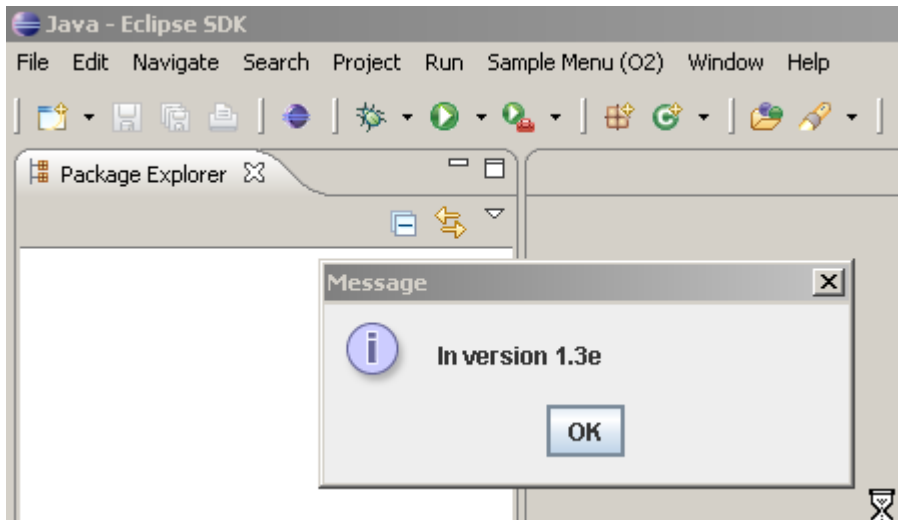 Java - Eclipse SDK
File Edit Navigate Search Project Run Sample Menu (O2) Window Help
Package Explorer
Message
In version 1.3e
OK